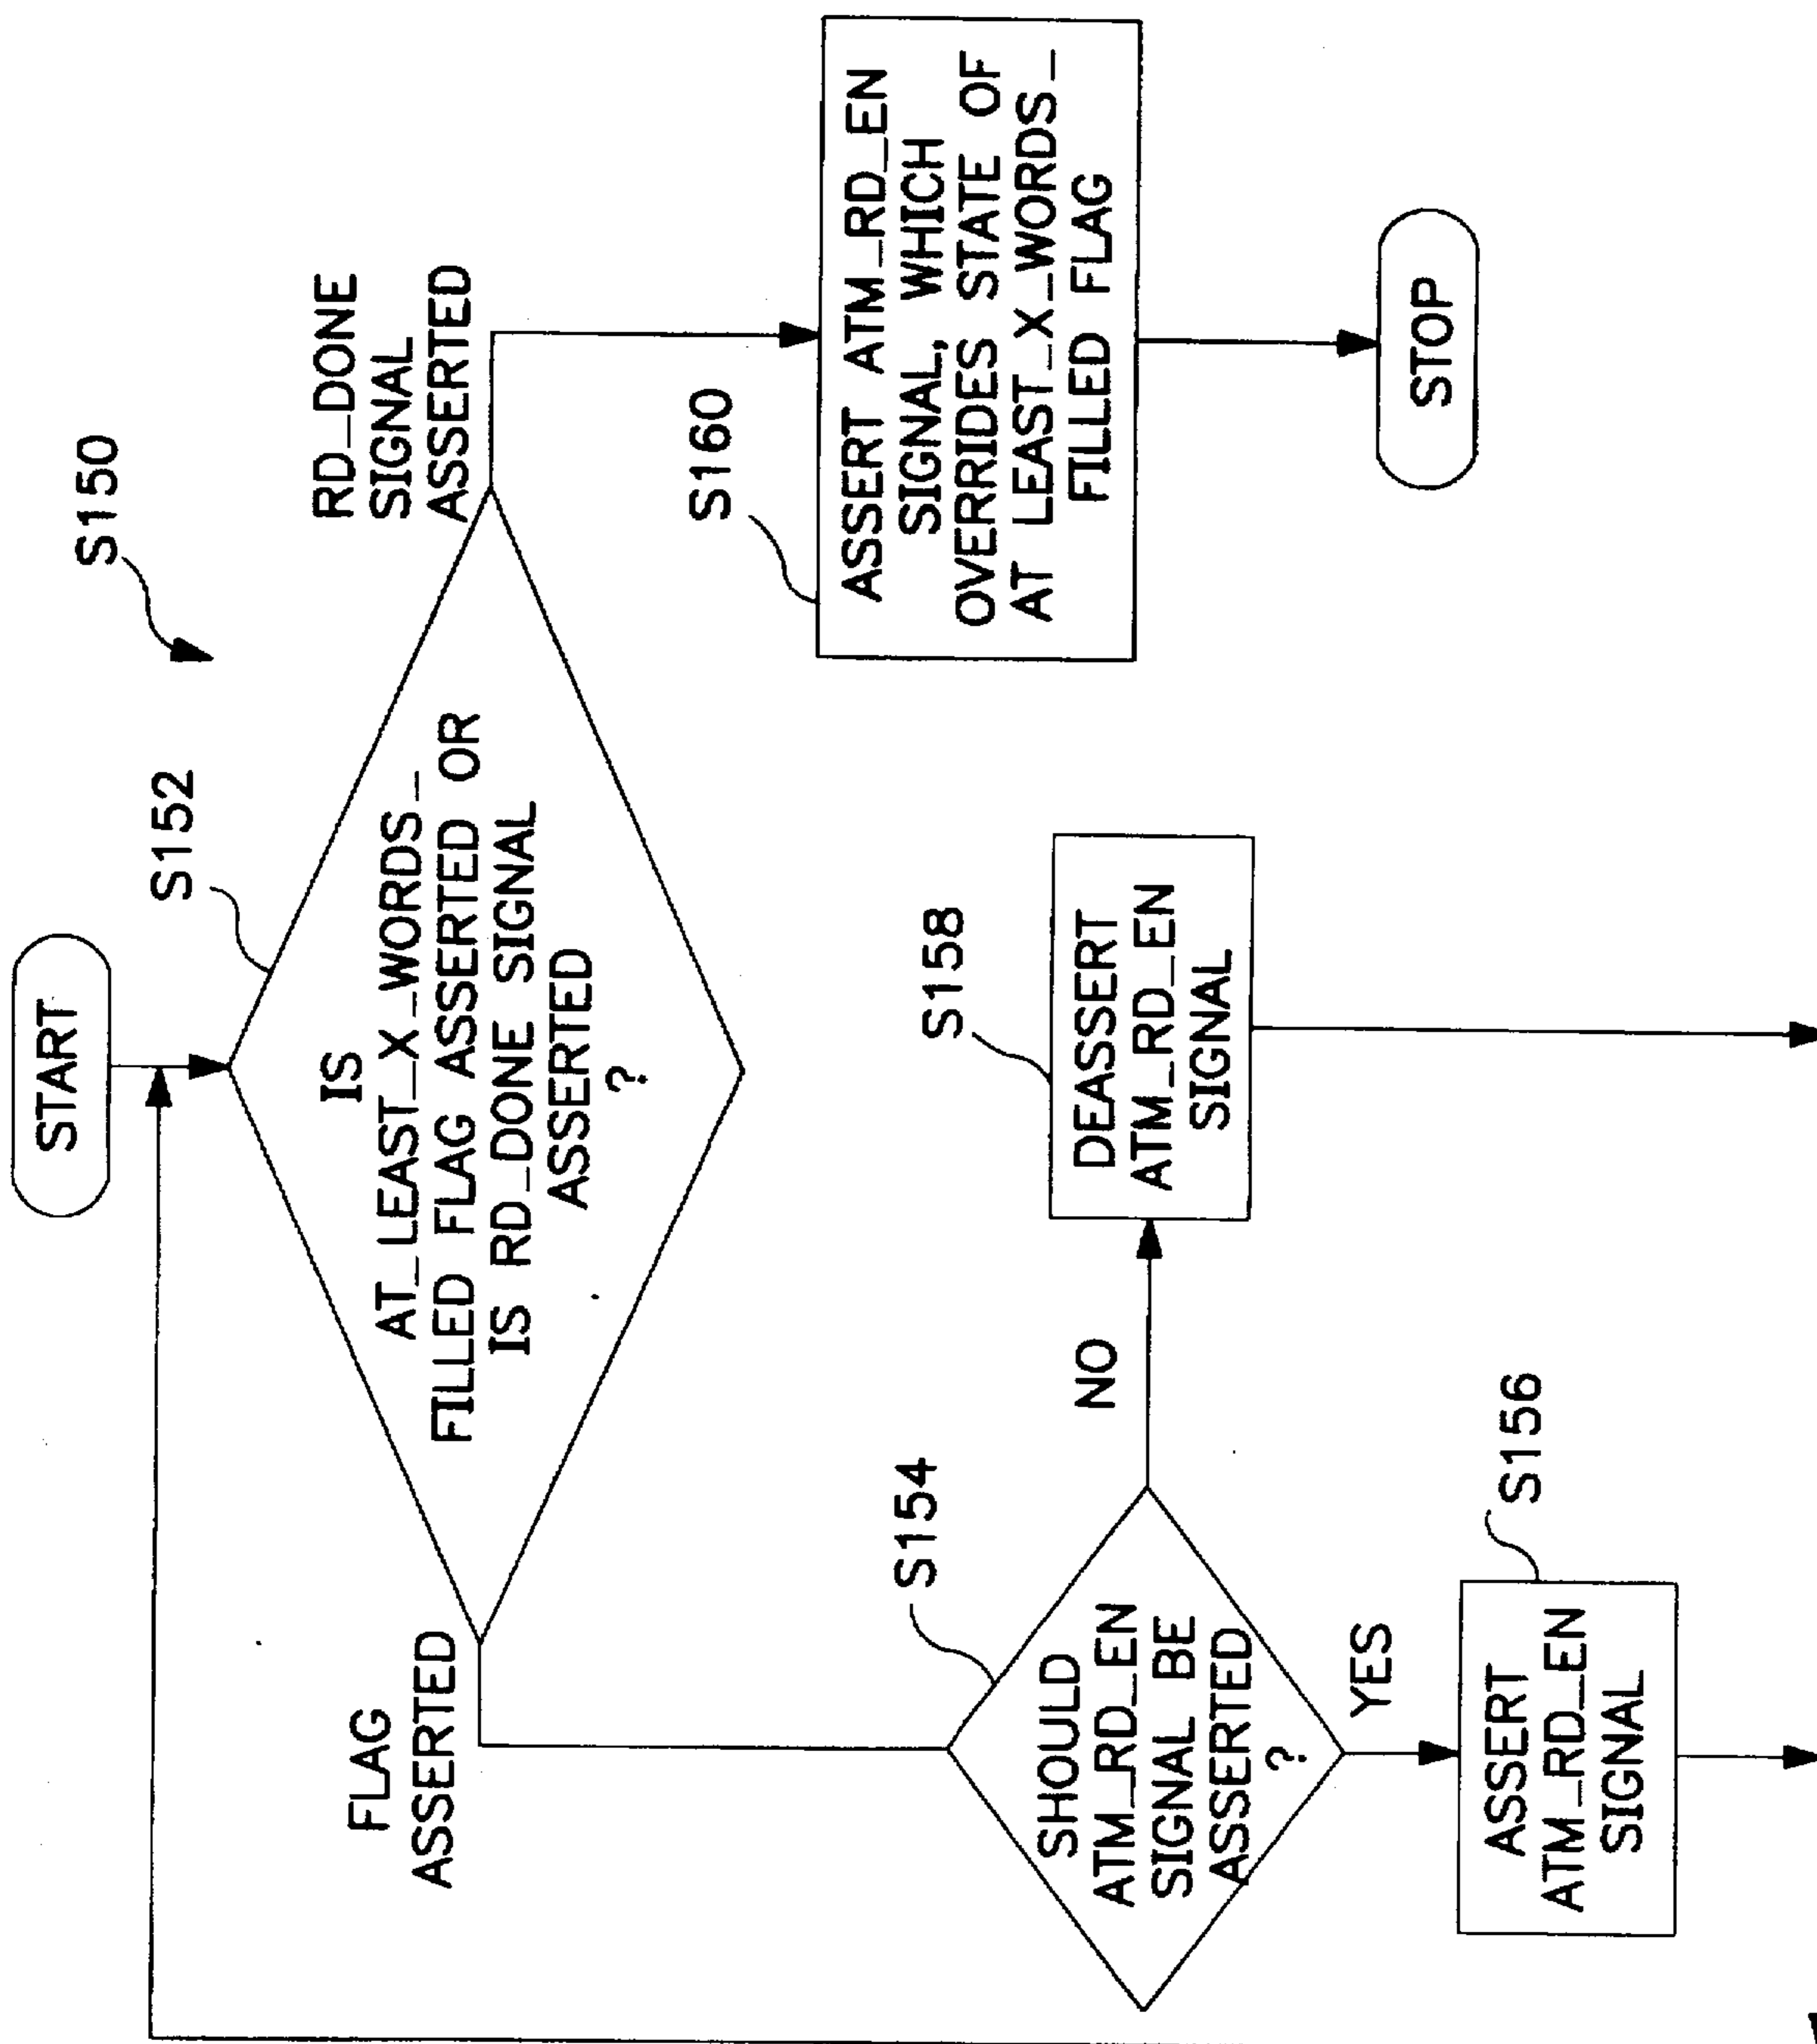 S150
START
S152
IS
AT_LEAST_X_WORDS_
FILLED FLAG ASSERTED OR
IS RD_DONE SIGNAL
ASSERTED
?
FLAG
ASSERTED
RD_DONE
SIGNAL
ASSERTED
S154
SHOULD
ATM_RD_EN
SIGNAL BE
ASSERTED
?
NO
YES
S158
DEASSERT
ATM_RD_EN
SIGNAL
S156
ASSERT
ATM_RD_EN
SIGNAL
S160
ASSERT ATM_RD_EN
SIGNAL, WHICH
OVERRIDES STATE OF
AT LEAST_X_WORDS_
FILLED FLAG
STOP